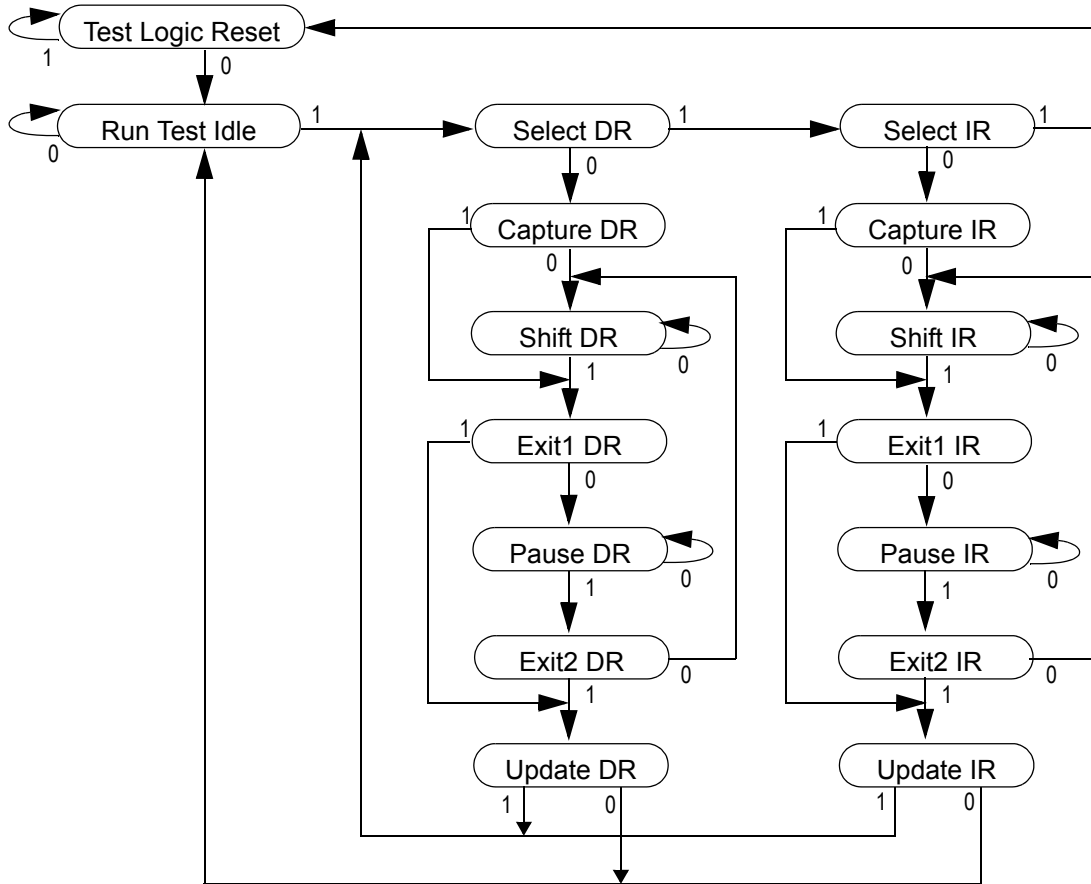 Test Logic Reset
1
0
Run Test Idle
1
0
Select DR
1
0
Select IR
1
0
1
Capture DR
0
1
Capture IR
0
Shift DR
0
1
Shift IR
0
1
1
Exit1 DR
0
1
Exit1 IR
0
Pause DR
0
1
Pause IR
0
1
Exit2 DR
0
1
Exit2 IR
0
1
Update DR
1
0
Update IR
1
0